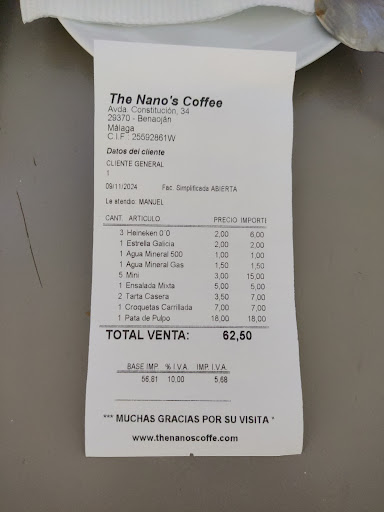 The Nano's Coffee
Avda. Constitución, 34
29370 - Benaoján
Málaga
C.I.F.: 25592861W
Datos del cliente
CLIENTE GENERAL
1
09/11/2024 Fac. Simplificada ABIERTA
Le atendio: MANUEL
CANT. ARTICULO PRECIO IMPORTI
3 Heineken 0´0 2,00 6,00
1 Estrella Galicia 2,00 2,00
1 Agua Mineral 500 1,00 1,00
1 Agua Mineral Gas 1,50 1,50
5 Mini 3,00 15,00
1 Ensalada Mixta 5,00 5,00
2 Tarta Casera 3,50 7,00
1 Croquetas Carrillada 7,00 7,00
1 Pata de Pulpo 18,00 18,00
TOTAL VENTA: 62,50
BASE IMP. % I.V.A. IMP. I.V.A.
56,81 10,00 5,68
*** MUCHAS GRACIAS POR SU VISITA *
www.thenanoscoffe.com